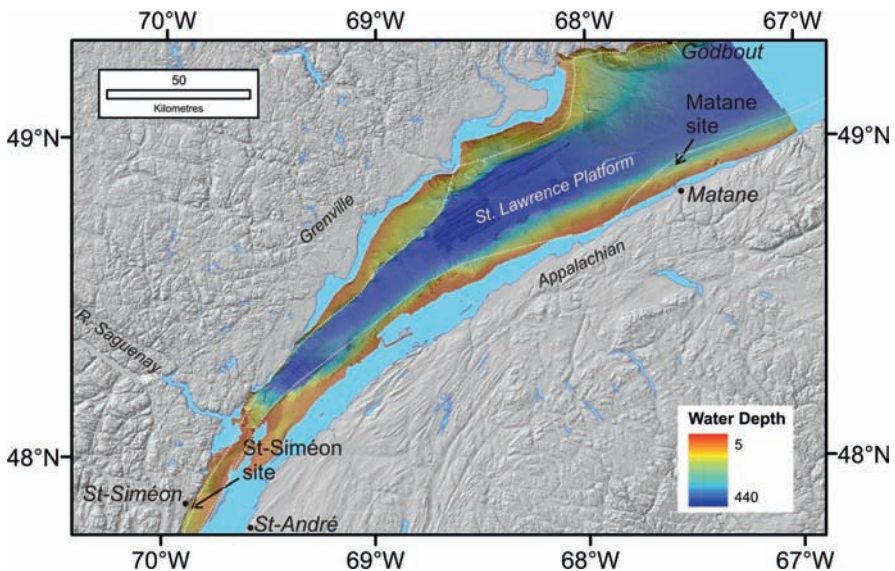 70°W 69°W 68°W 67°W
50
Kilometres
Godbout
Matane
site
49°N 49°N
St. Lawrence Platform
Matane
Grenville
Appalachian
R. Saguenay
Water Depth
5
440
48°N 48°N
St-Siméon
site
St-Siméon
St-André
70°W 69°W 68°W 67°W